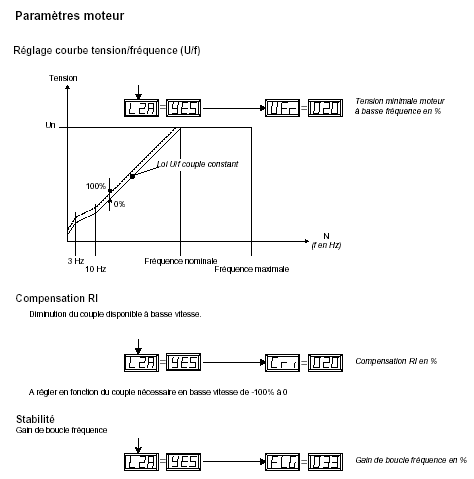 Paramètres moteur
Réglage courbe tension/fréquence (U/f)
Tension
L2A = YES UFr = 020
Tension minimale moteur
à basse fréquence en %
Un
Loi U/f couple constant
100%
0%
N
(f en Hz)
3 Hz
10 Hz
Fréquence nominale
Fréquence maximale
Compensation RI
Diminution du couple disponible à basse vitesse.
L2A = YES Cri = 020
Compensation RI en %
A régler en fonction du couple nécessaire en basse vitesse de -100% à 0
Stabilité
Gain de boucle fréquence
L2A = YES FLG = 033
Gain de boucle fréquence en %